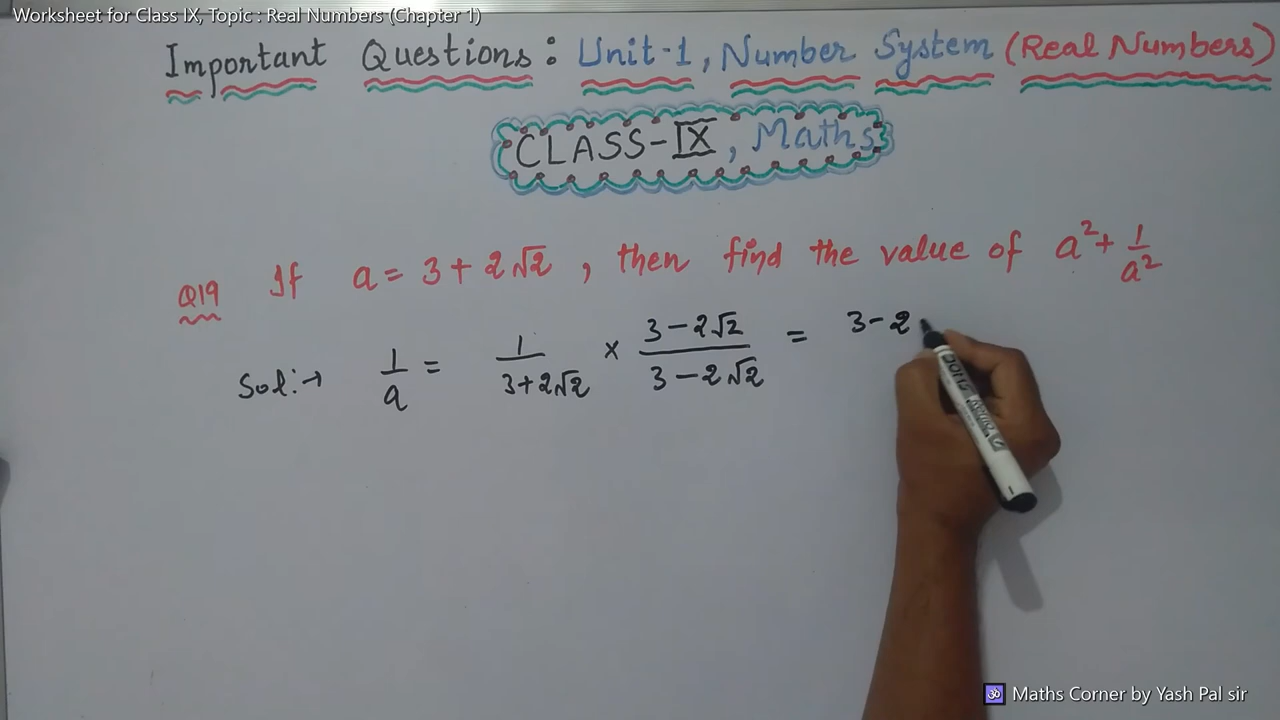 Worksheet for Class IX, Topic : Real Numbers (Chapter 1)
Important Questions : Unit-1, Number System (Real Numbers)
CLASS-IX, Maths
Q19 If a = 3 + 2√2 , then find the value of a² + 1/a²
Sol:→ 1/a = 1/(3+2√2) × (3-2√2)/(3-2√2) = 3-2
Maths Corner by Yash Pal sir